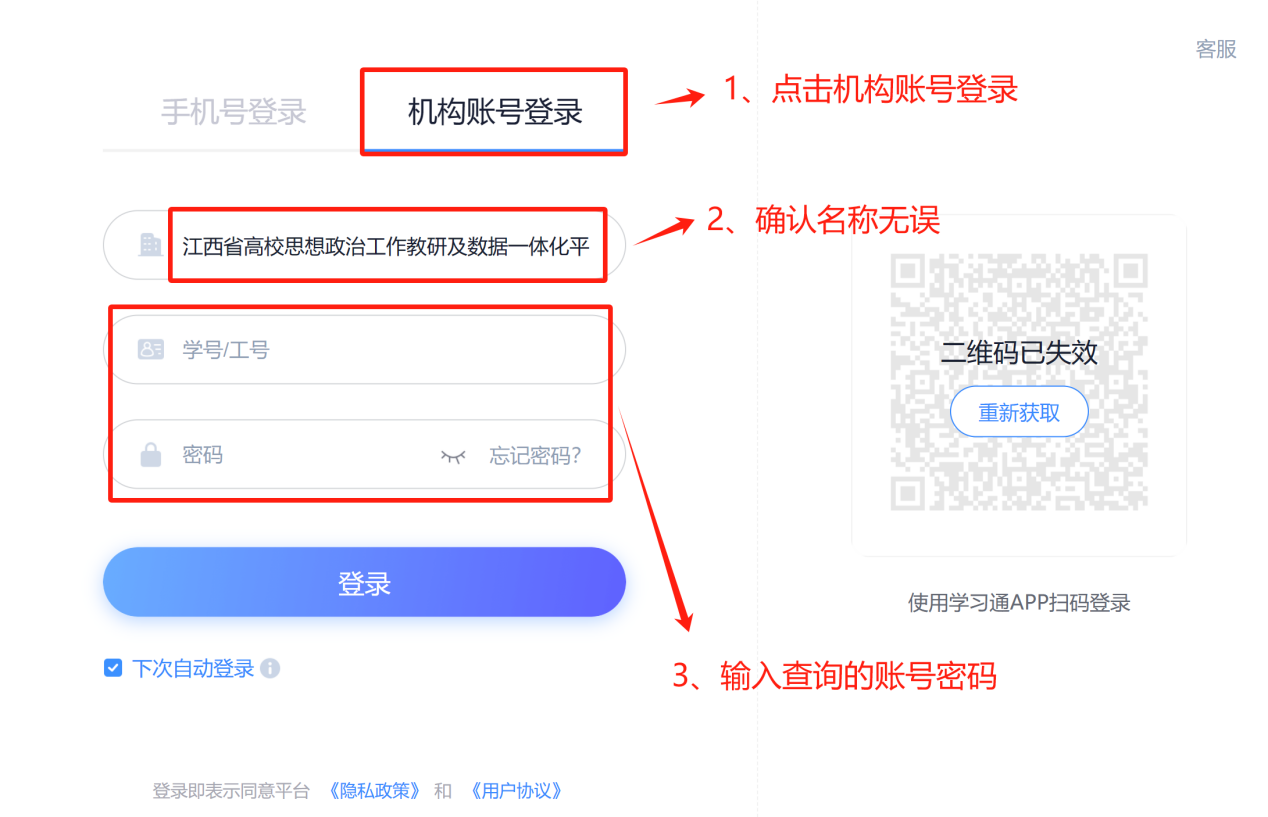 客服
手机号登录 机构账号登录
1、点击机构账号登录
江西省高校思想政治工作教研及数据一体化平
2、确认名称无误
学号/工号
密码 忘记密码?
二维码已失效
重新获取
登录
使用学习通APP扫码登录
下次自动登录
3、输入查询的账号密码
登录即表示同意平台 《隐私政策》 和 《用户协议》